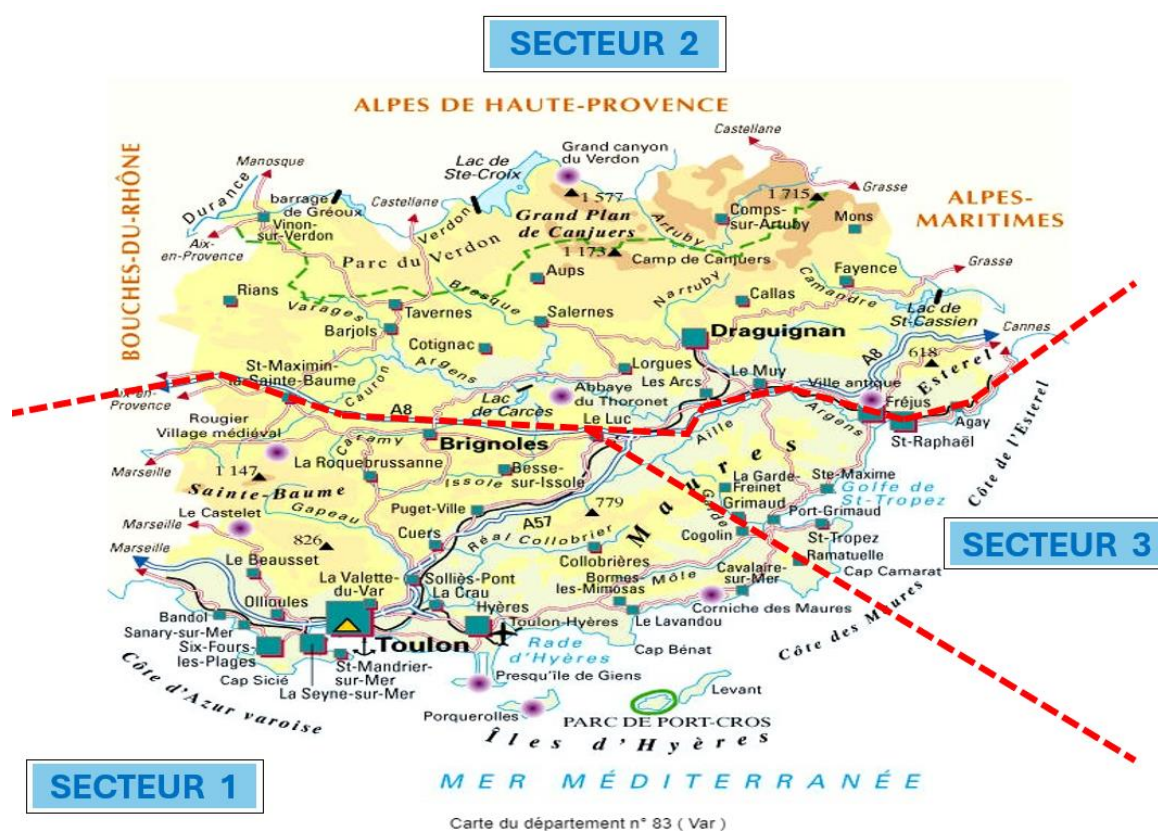 SECTEUR 2
ALPES DE HAUTE-PROVENCE
Castellane
Grand canyon
du Verdon
Manosque
Lac de
Ste-Croix
BOUCHES-DU-RHÔNE
Durance
barrage
de Gréoux
Castellane
1 577
1 715
Grasse
ALPES-
MARITIMES
Vinon-
sur-Verdon
Verdon
Grand Plan
de Canjuers
Artuby
Comps-
sur-Artuby
Mons
Aix-
en-Provence
Parc du Verdon
1 173
Camp de Canjuers
Grasse
Aups
Fayence
Rians
Bresque
Nartuby
Callas
Camandre
Varages
Tavernes
Salernes
Lac de
St-Cassien
Barjols
Draguignan
Cannes
Cotignac
A8
618
Argens
Lorgues
Esterel
St-Maximin-
la-Sainte-Baume
Cauron
Les Arcs
Le Muy
Ville antique
Aix-en-
Provence
Abbaye
du Thoronet
Fréjus
A8
Lac
de Carcès
Le Luc
Argens
Agay
Rougier
Village médiéval
Caramy
Brignoles
Aille
St-Raphaël
Côte de l'Esterel
Marseille
La Roquebrussanne
Besse-
sur-Issole
Issole
La Garde-
Freinet
Ste-Maxime
1 147
Golfe de
St-Tropez
Sainte-Baume
779
Maures
Garde
Grimaud
Port-Grimaud
Le Castelet
Gapeau
Puget-Ville
A57
Marseille
Cuers
Réal Collobrier
Cogolin
St-Tropez
SECTEUR 3
826
Collobrières
Ramatuelle
Marseille
Le Beausset
Cap Camarat
La Valette-
du-Var
Solliès-Pont
Bormes-
les-Mimosas
Môle
Cavalaire-
sur-Mer
La Crau
Corniche des Maures
Ollioules
Hyères
Bandol
Toulon-Hyères
Le Lavandou
Côte des Maures
Sanary-sur-Mer
Toulon
Rade
d'Hyères
Cap Bénat
Six-Fours-
les-Plages
St-Mandrier-
sur-Mer
Cap Sicié
La Seyne-sur-Mer
Presqu'île de Giens
Levant
Côte d'Azur varoise
Porquerolles
PARC DE PORT-CROS
Îles d'Hyères
SECTEUR 1
MER MÉDITERRANÉE
Carte du département n° 83 ( Var )